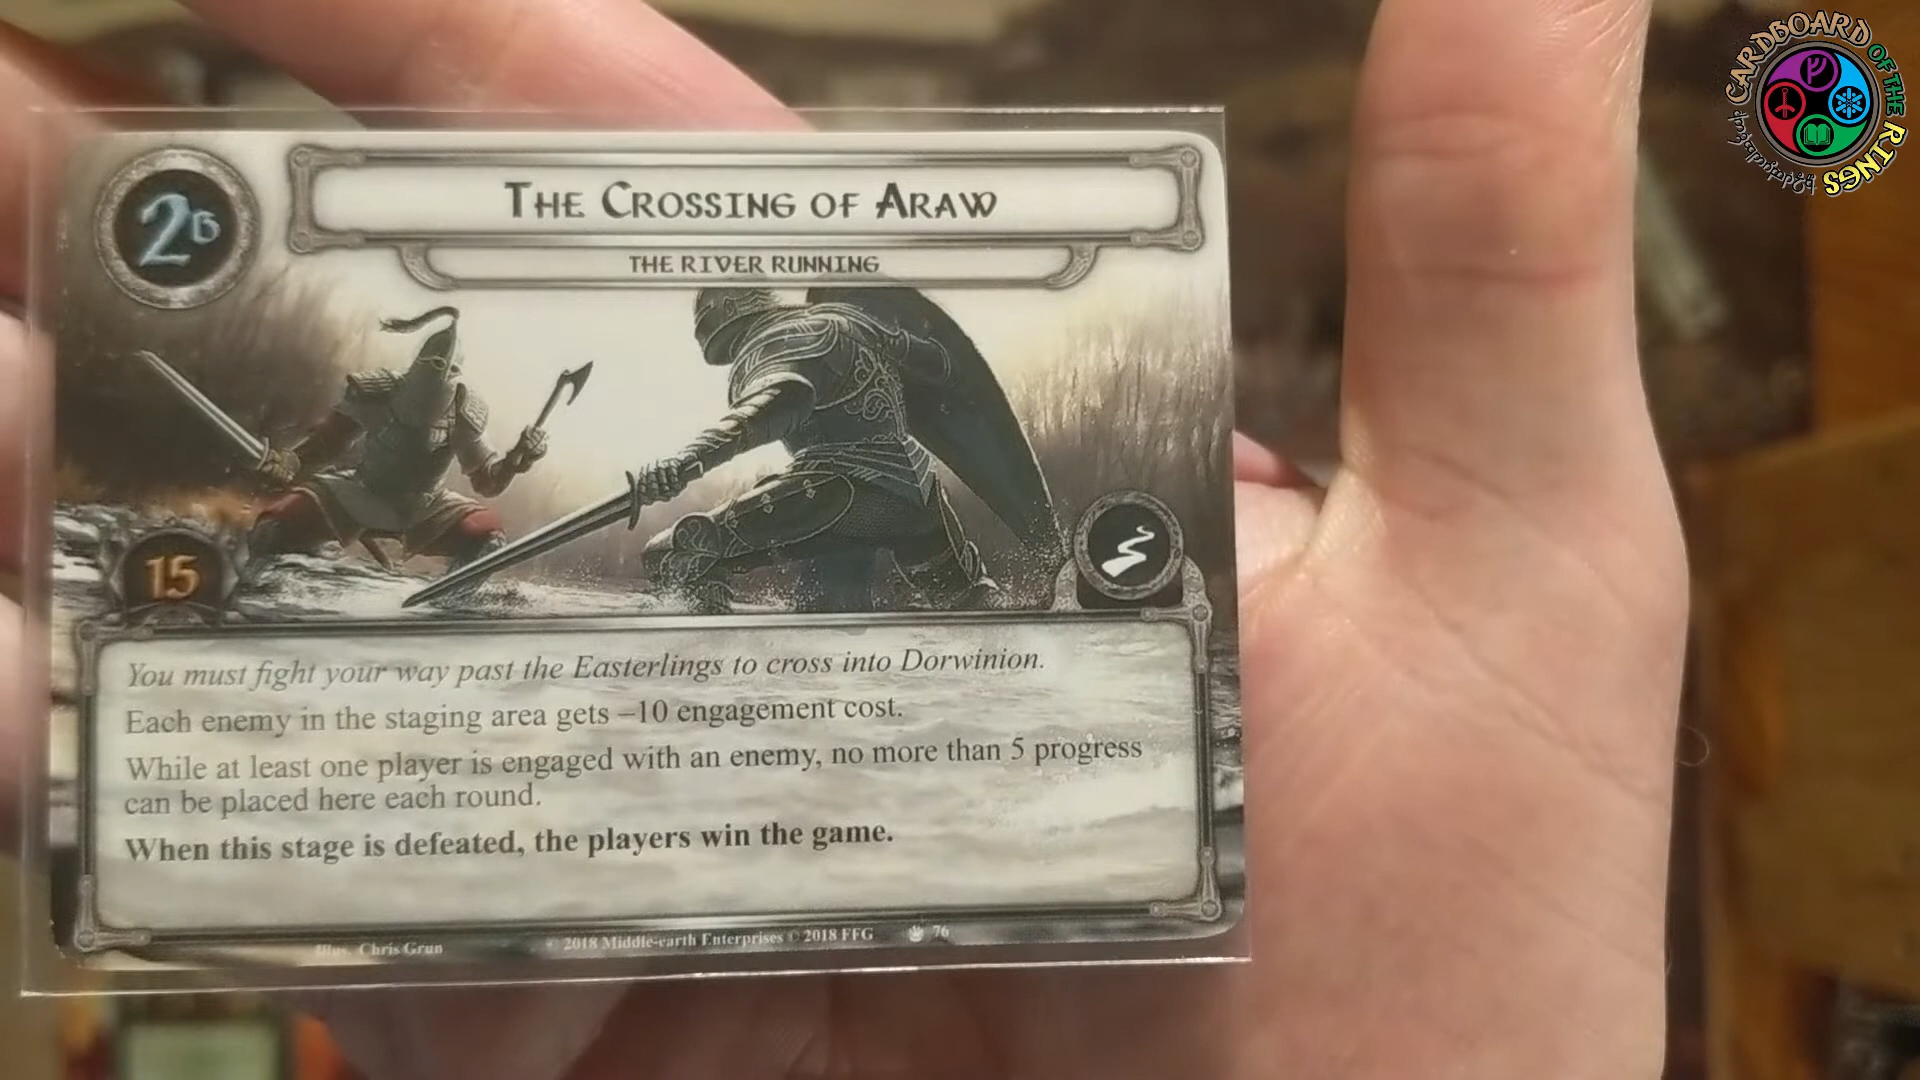 CARDBOARD OF THE RINGS
2B
THE CROSSING OF ARAW
THE RIVER RUNNING
15
You must fight your way past the Easterlings to cross into Dorwinion.
Each enemy in the staging area gets –10 engagement cost.
While at least one player is engaged with an enemy, no more than 5 progress
can be placed here each round.
When this stage is defeated, the players win the game.
Illus. Chris Grun © 2018 Middle-earth Enterprises © 2018 FFG 76